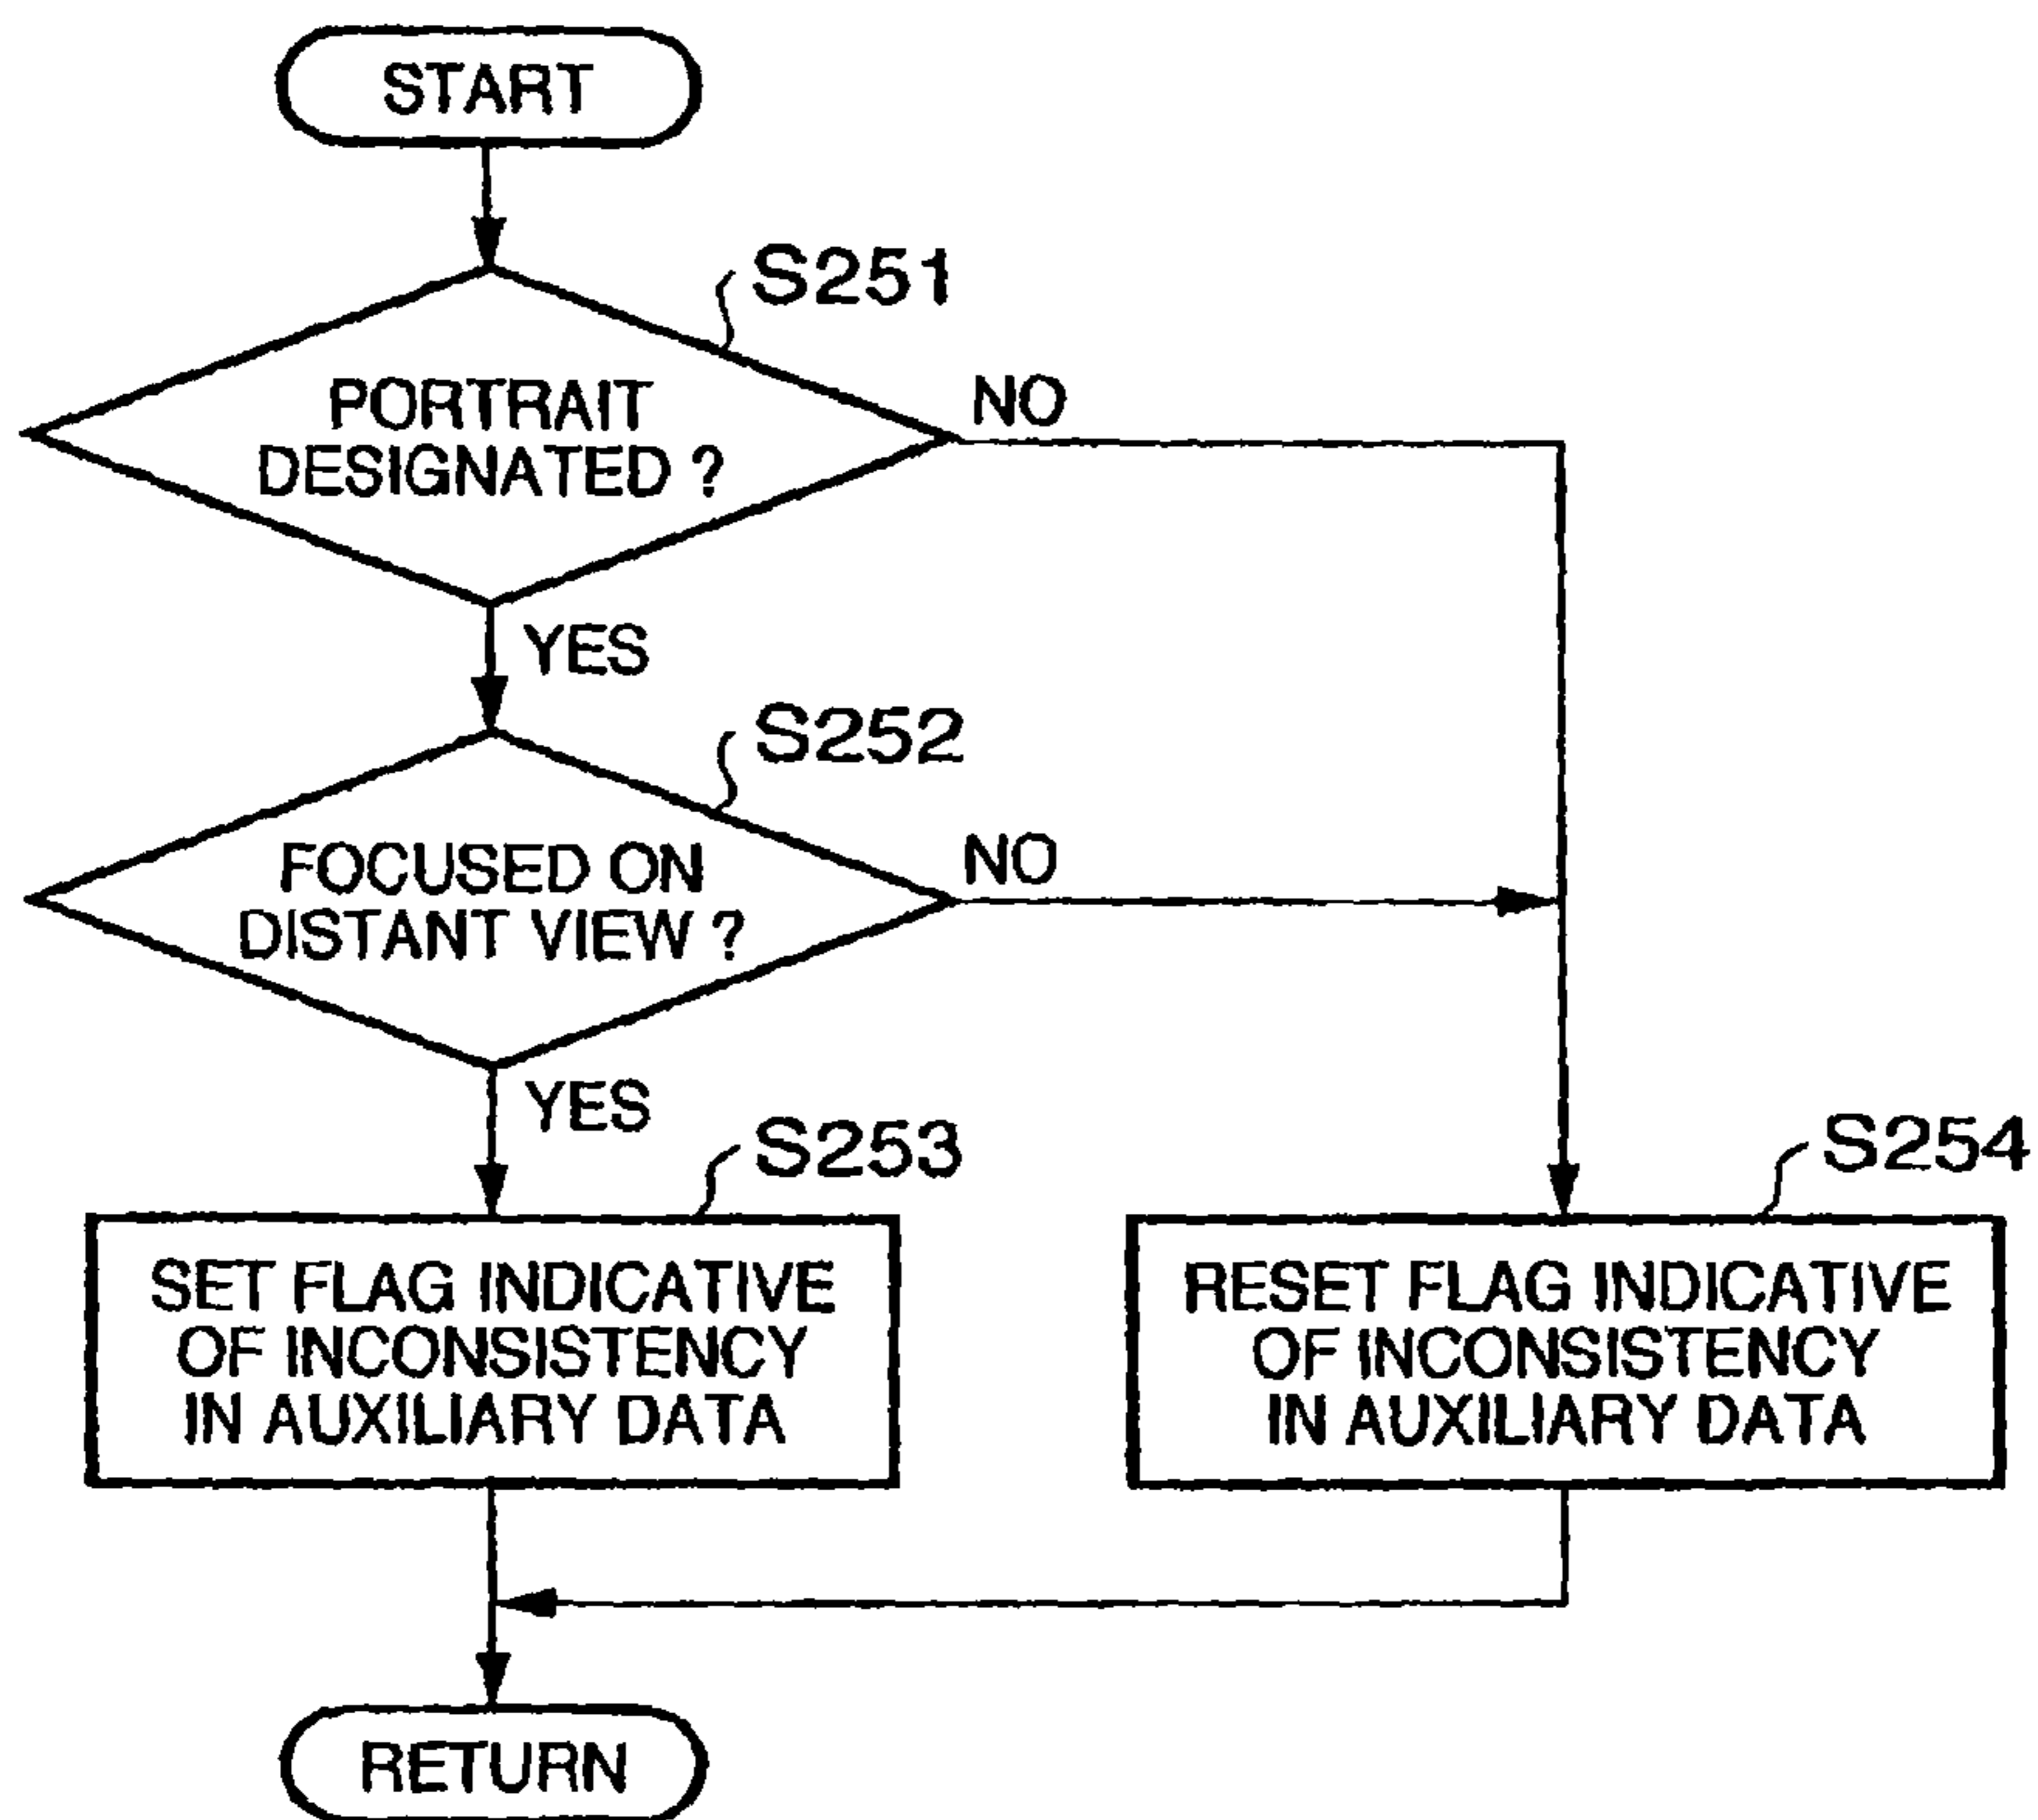 START
S251
PORTRAIT
DESIGNATED ?
NO
YES
S252
FOCUSED ON
DISTANT VIEW ?
NO
YES
S253
SET FLAG INDICATIVE
OF INCONSISTENCY
IN AUXILIARY DATA
S254
RESET FLAG INDICATIVE
OF INCONSISTENCY
IN AUXILIARY DATA
RETURN